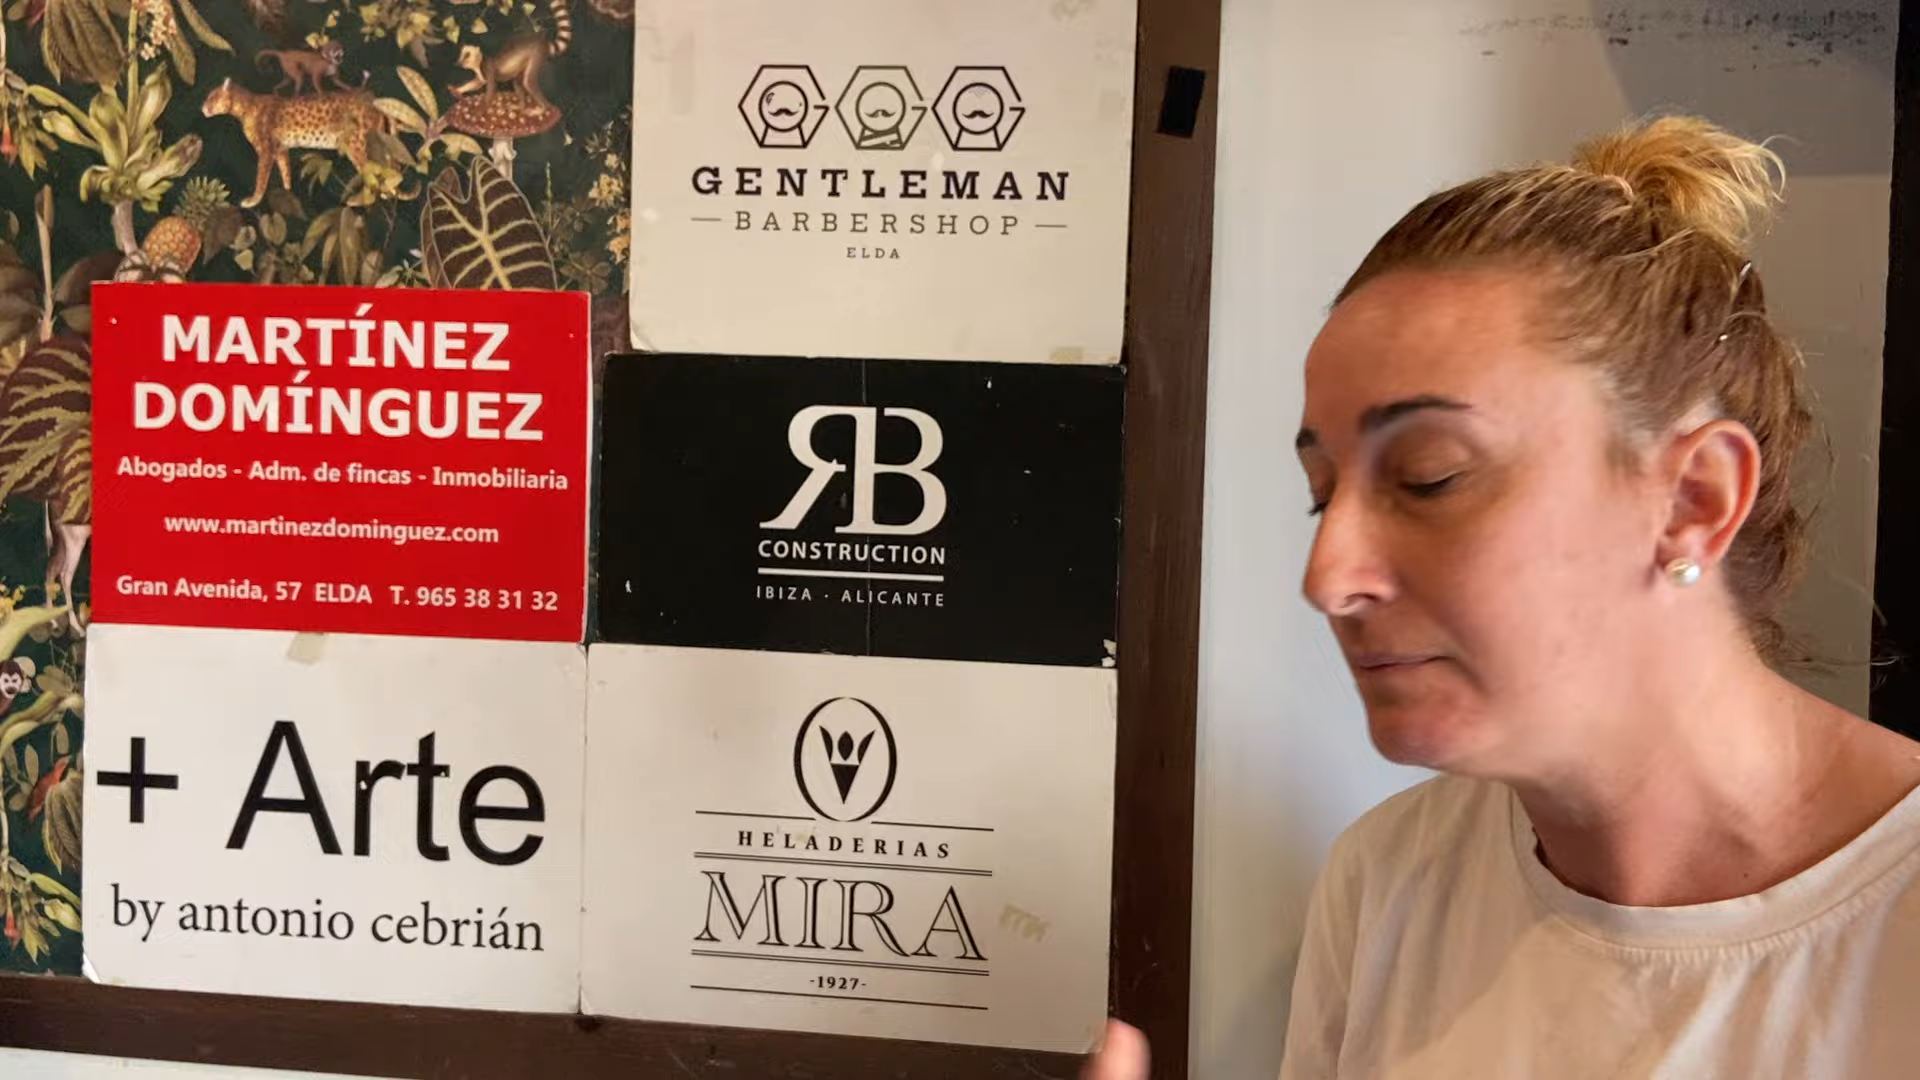 GENTLEMAN
BARBERSHOP
ELDA
MARTÍNEZ
DOMÍNGUEZ
Abogados - Adm. de fincas - Inmobiliaria
www.martinezdominguez.com
Gran Avenida, 57 ELDA T. 965 38 31 32
RB
CONSTRUCTION
IBIZA · ALICANTE
+ Arte
by antonio cebrián
HELADERIAS
MIRA
-1927-